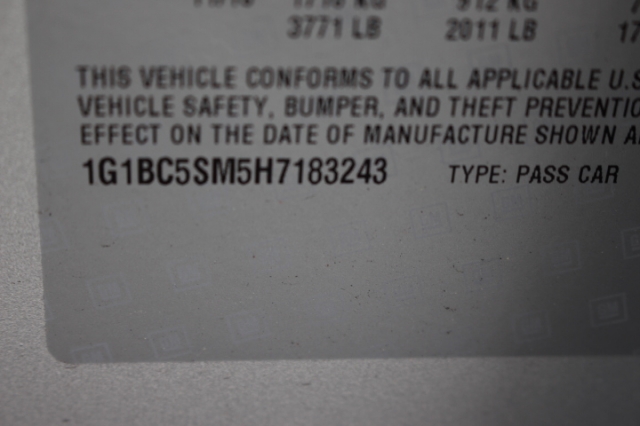 3771 LB 2011 LB 17
THIS VEHICLE CONFORMS TO ALL APPLICABLE U.S
VEHICLE SAFETY, BUMPER, AND THEFT PREVENTIO
EFFECT ON THE DATE OF MANUFACTURE SHOWN A
1G1BC5SM5H7183243 TYPE: PASS CAR